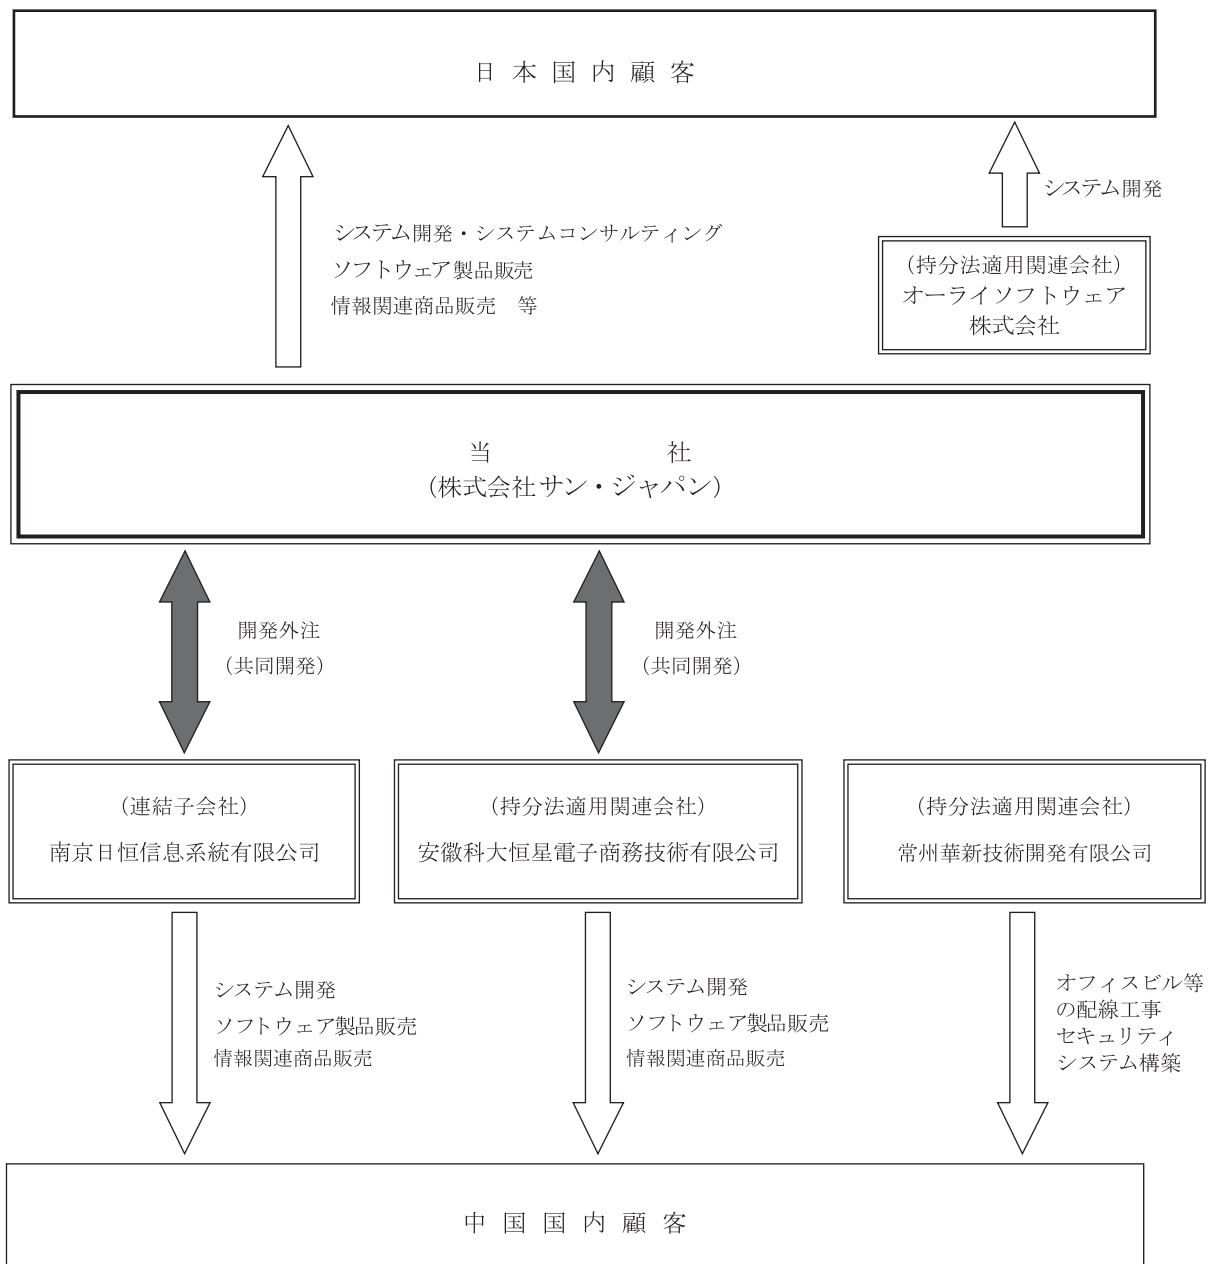 日本国内顧客
システム開発
システム開発・システムコンサルティング
ソフトウェア製品販売
情報関連商品販売　等
（持分法適用関連会社）
オーライソフトウェア
株式会社
当　　　社
（株式会社サン・ジャパン）
開発外注
（共同開発）
開発外注
（共同開発）
（連結子会社）
南京日恒信息系統有限公司
（持分法適用関連会社）
安徽科大恒星電子商務技術有限公司
（持分法適用関連会社）
常州華新技術開発有限公司
システム開発
ソフトウェア製品販売
情報関連商品販売
システム開発
ソフトウェア製品販売
情報関連商品販売
オフィスビル等
の配線工事
セキュリティ
システム構築
中国国内顧客